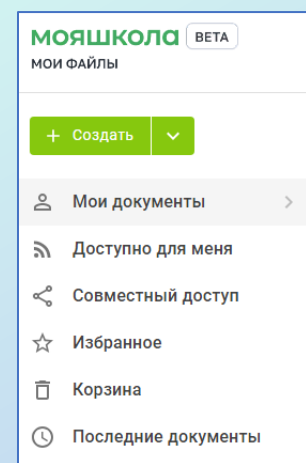 МОЯШКОЛА BETA
МОИ ФАЙЛЫ
+ Создать
Мои документы
Доступно для меня
Совместный доступ
Избранное
Корзина
Последние документы